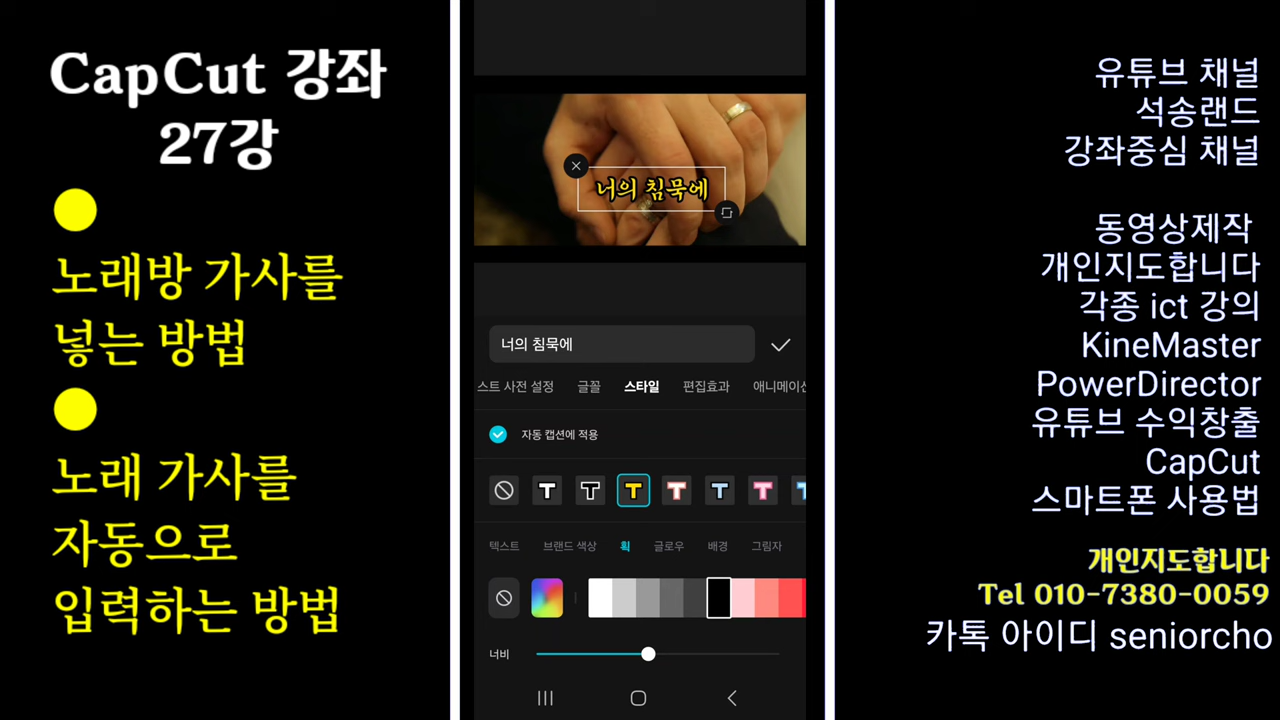 CapCut 강좌
27강
노래방 가사를
넣는 방법
노래 가사를
자동으로
입력하는 방법
너의 침묵에
너의 침묵에
스트 사전 설정 글꼴 스타일 편집효과 애니메이션
자동 캡션에 적용
T T T T T T T
텍스트 브랜드 색상 획 글로우 배경 그림자
너비
유튜브 채널
석송랜드
강좌중심 채널
동영상제작
개인지도합니다
각종 ict 강의
KineMaster
PowerDirector
유튜브 수익창출
CapCut
스마트폰 사용법
개인지도합니다
Tel 010-7380-0059
카톡 아이디 seniorcho